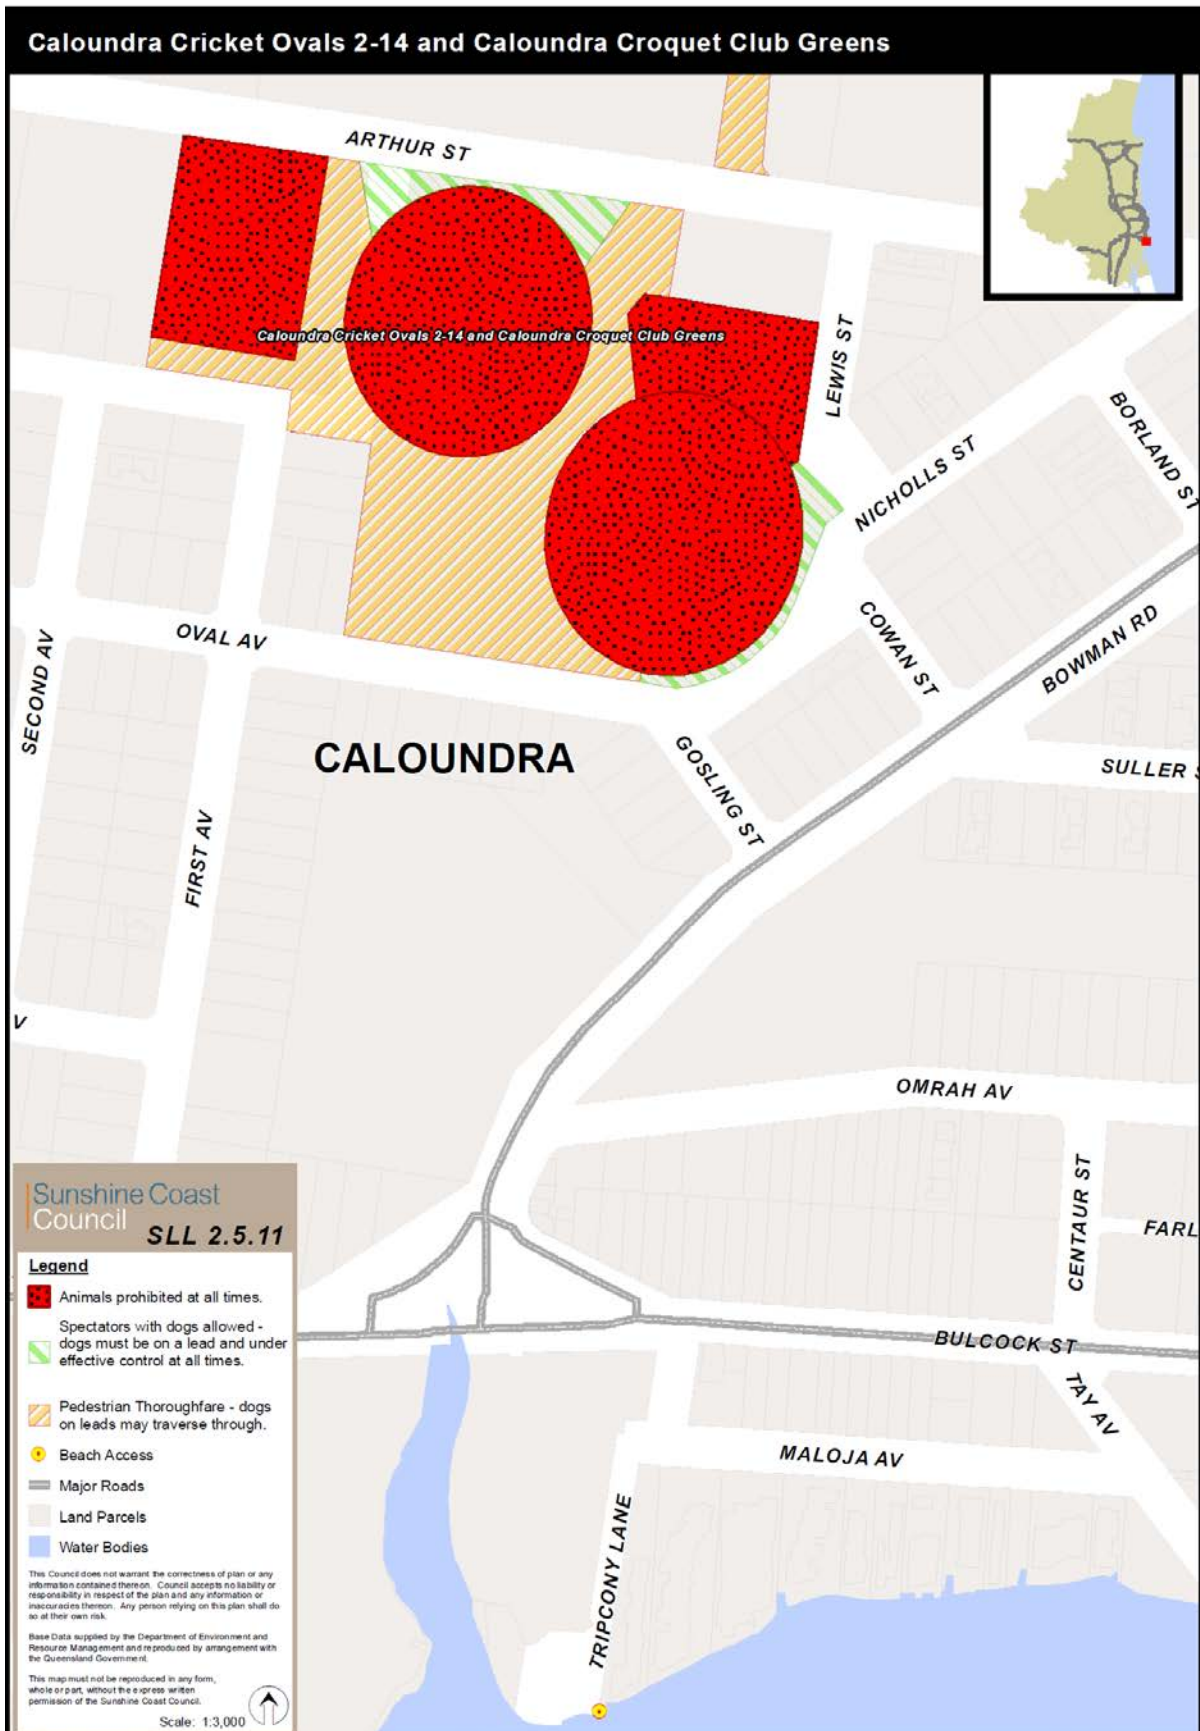 Caloundra Cricket Ovals 2-14 and Caloundra Croquet Club Greens
ARTHUR ST
Caloundra Cricket Ovals 2-14 and Caloundra Croquet Club Greens
LEWIS ST
BORLAND ST
NICHOLLS ST
COWAN ST
BOWMAN RD
OVAL AV
SECOND AV
CALOUNDRA
GOSLING ST
SULLER S
FIRST AV
V
OMRAH AV
CENTAUR ST
FARL
BULCOCK ST
TAY AV
MALOJA AV
TRIPCONY LANE
Sunshine Coast
Council
SLL 2.5.11
Legend
Animals prohibited at all times.
Spectators with dogs allowed -
dogs must be on a lead and under
effective control at all times.
Pedestrian Thoroughfare - dogs
on leads may traverse through.
Beach Access
Major Roads
Land Parcels
Water Bodies
This Council does not warrant the correctness of plan or any
information contained thereon. Council accepts no liability or
responsibility in respect of the plan and any information or
inaccuracies thereon. Any person relying on this plan shall do
so at their own risk.
Base Data supplied by the Department of Environment and
Resource Management and reproduced by arrangement with
the Queensland Government.
This map must not be reproduced in any form,
whole or part, without the express written
permission of the Sunshine Coast Council.
Scale: 1:3,000